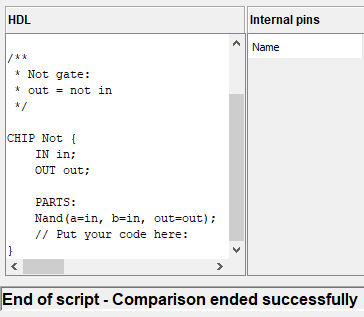 HDL
Internal pins
Name
/**
 * Not gate:
 * out = not in
 */
CHIP Not {
    IN in;
    OUT out;
    PARTS:
    Nand(a=in, b=in, out=out);
    // Put your code here:
}
End of script - Comparison ended successfully